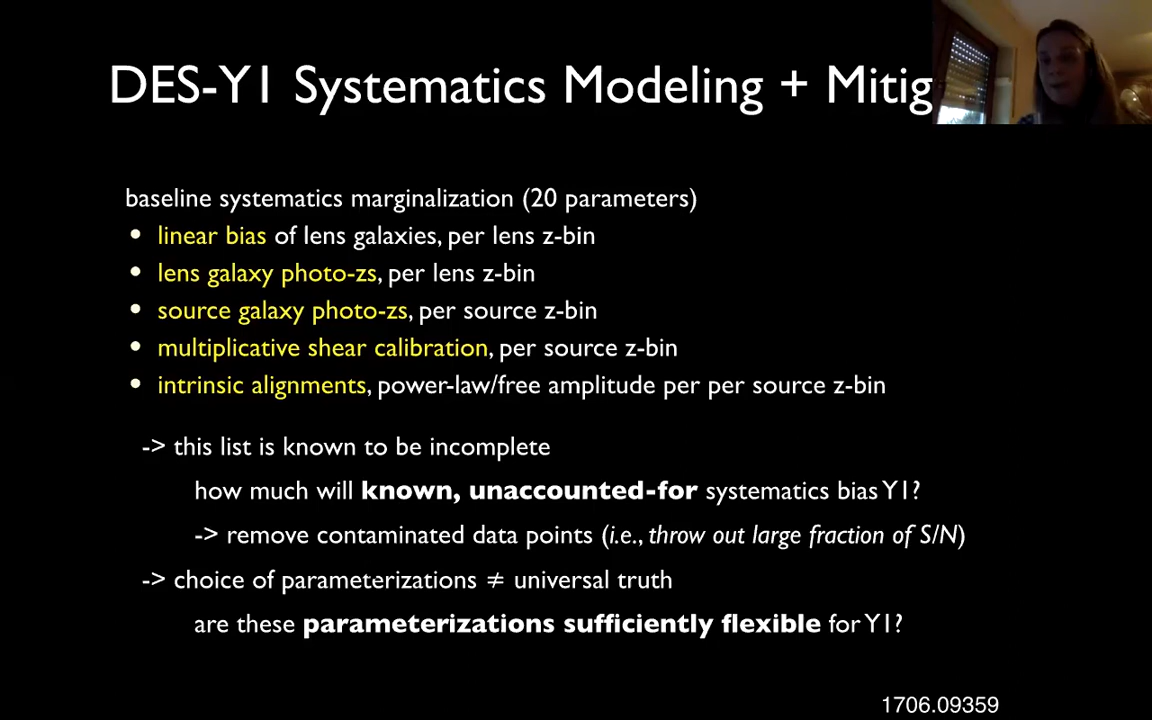 DES-Y1 Systematics Modeling + Mitig
baseline systematics marginalization (20 parameters)
• linear bias of lens galaxies, per lens z-bin
• lens galaxy photo-zs, per lens z-bin
• source galaxy photo-zs, per source z-bin
• multiplicative shear calibration, per source z-bin
• intrinsic alignments, power-law/free amplitude per per source z-bin
-> this list is known to be incomplete
how much will known, unaccounted-for systematics bias Y1?
-> remove contaminated data points (i.e., throw out large fraction of S/N)
-> choice of parameterizations ≠ universal truth
are these parameterizations sufficiently flexible for Y1?
1706.09359